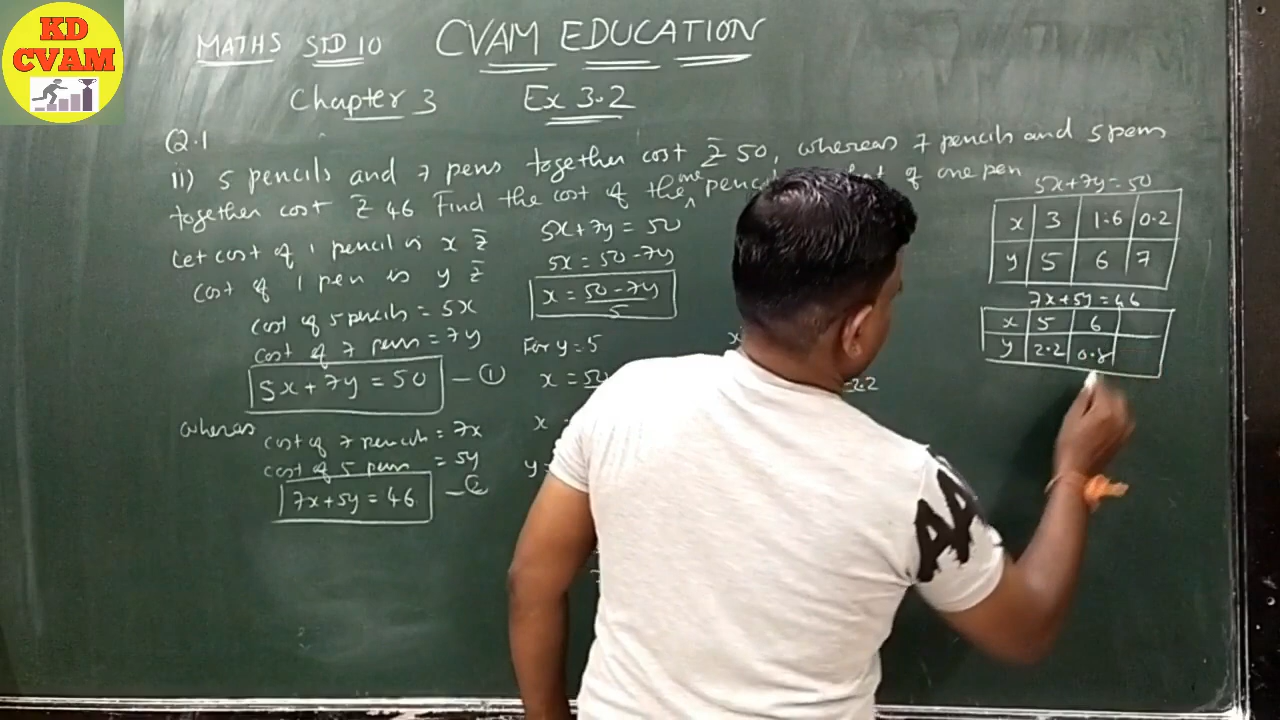 KD
CVAM
MATHS STD 10 CVAM EDUCATION
Chapter 3 Ex 3.2
Q.1
ii) 5 pencils and 7 pens together cost ₹ 50, whereas 7 pencils and 5 pens
together cost ₹ 46 Find the cost of the one pencil of one pen
Let cost of 1 pencil is x ₹
cost of 1 pen is y ₹
cost of 5 pencils = 5x
cost of 7 pens = 7y
5x + 7y = 50 — ①
whereas
cost of 7 pencils = 7x
cost of 5 pens = 5y
7x + 5y = 46 — ②
5x + 7y = 50
5x = 50 - 7y
x = 50 - 7y
5
For y = 5
x =
x =
y =
2.2
5x + 7y = 50
x 3 1.6 0.2
y 5 6 7
7x + 5y = 46
x 5 6
y 2.2 0.8
AA